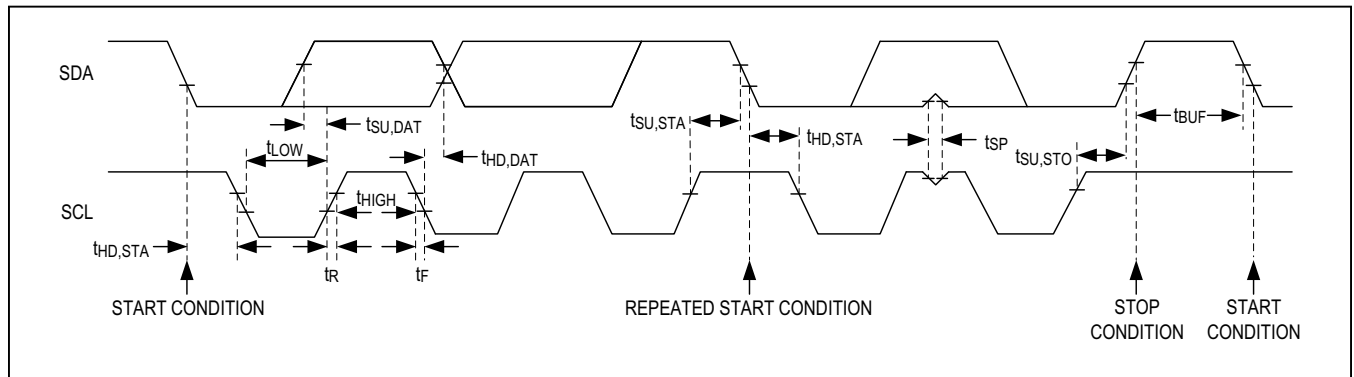 SDA
tSU,DAT
tLOW
tHD,DAT
tSU,STA
tHD,STA
tSP
tSU,STO
tBUF
SCL
tHIGH
tHD,STA
tR
tF
START CONDITION
REPEATED START CONDITION
STOP
CONDITION
START
CONDITION